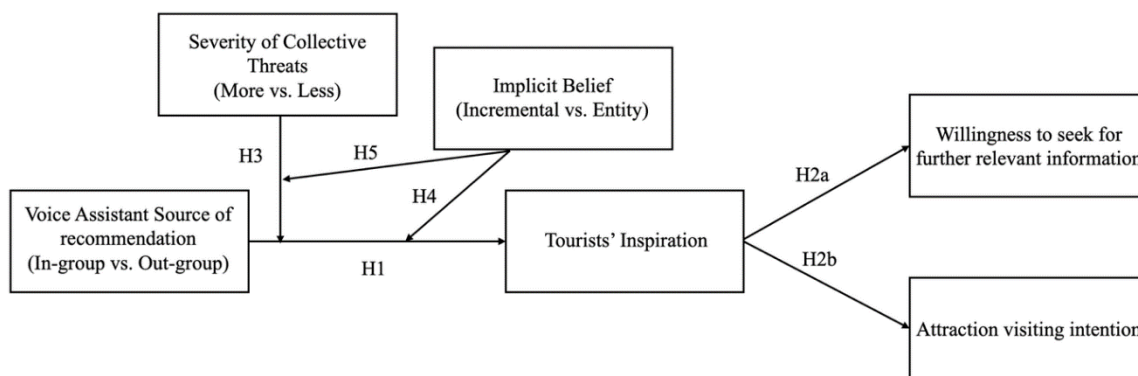 Severity of Collective
Threats
(More vs. Less)
Implicit Belief
(Incremental vs. Entity)
Willingness to seek for
further relevant information
H3
H5
H2a
H4
Voice Assistant Source of
recommendation
(In-group vs. Out-group)
Tourists' Inspiration
H1
H2b
Attraction visiting intention